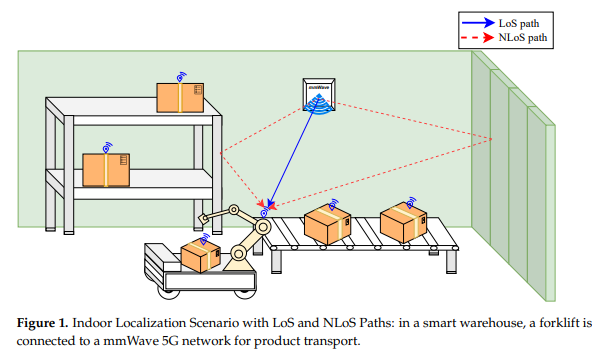 LoS path
NLoS path
mmWave
Figure 1. Indoor Localization Scenario with LoS and NLoS Paths: in a smart warehouse, a forklift is
connected to a mmWave 5G network for product transport.